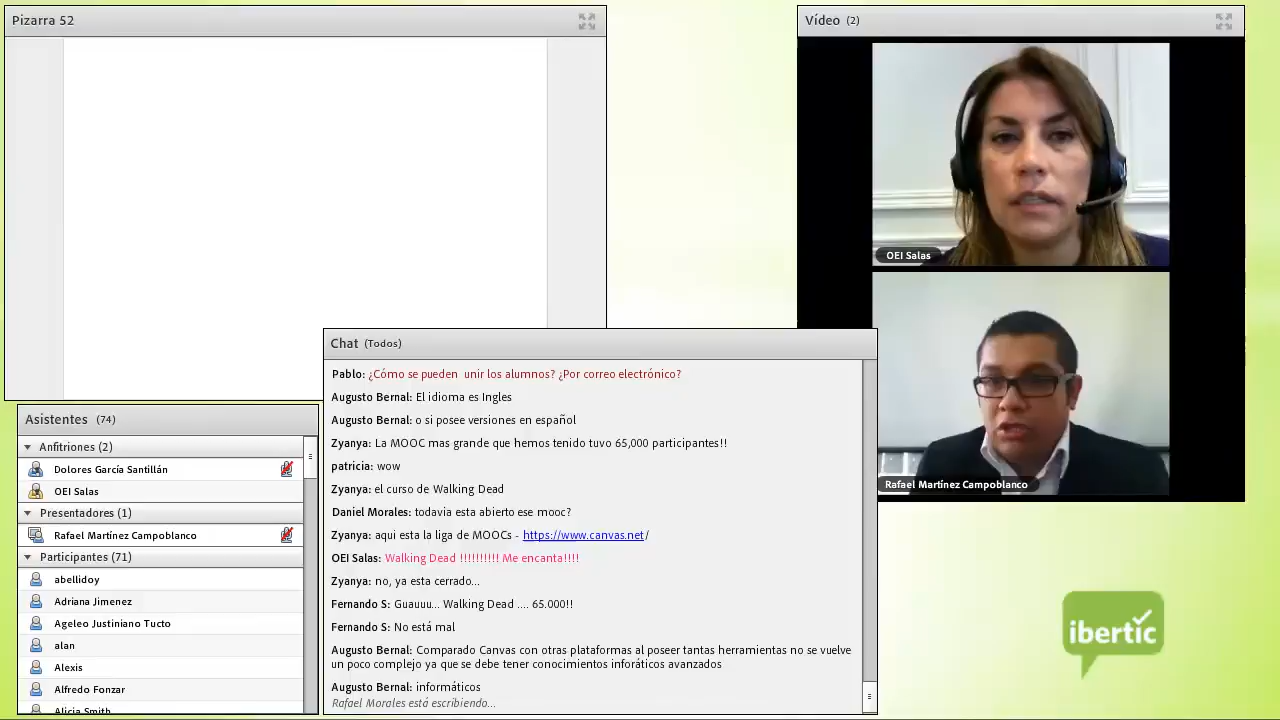 Pizarra 52
Vídeo (2)
OEI Salas
Rafael Martínez Campoblanco
Chat (Todos)
Pablo: ¿Cómo se pueden unir los alumnos? ¿Por correo electrónico?
Augusto Bernal: El idioma es Ingles
Augusto Bernal: o si posee versiones en español
Zyanya: La MOOC mas grande que hemos tenido tuvo 65,000 participantes!!
patricia: wow
Zyanya: el curso de Walking Dead
Daniel Morales: todavia esta abierto ese mooc?
Zyanya: aqui esta la liga de MOOCs - https://www.canvas.net/
OEI Salas: Walking Dead !!!!!!!!!! Me encanta!!!!
Zyanya: no, ya esta cerrado...
Fernando S: Guauuu... Walking Dead .... 65.000!!
Fernando S: No está mal
Augusto Bernal: Comparando Canvas con otras plataformas al poseer tantas herramientas no se vuelve
un poco complejo ya que se debe tener conocimientos inforáticos avanzados
Augusto Bernal: informáticos
Rafael Morales está escribiendo...
Asistentes (74)
Anfitriones (2)
Dolores García Santillán
OEI Salas
Presentadores (1)
Rafael Martínez Campoblanco
Participantes (71)
abellidoy
Adriana Jimenez
Ageleo Justiniano Tucto
alan
Alexis
Alfredo Fonzar
Alicia Smith
ibertic